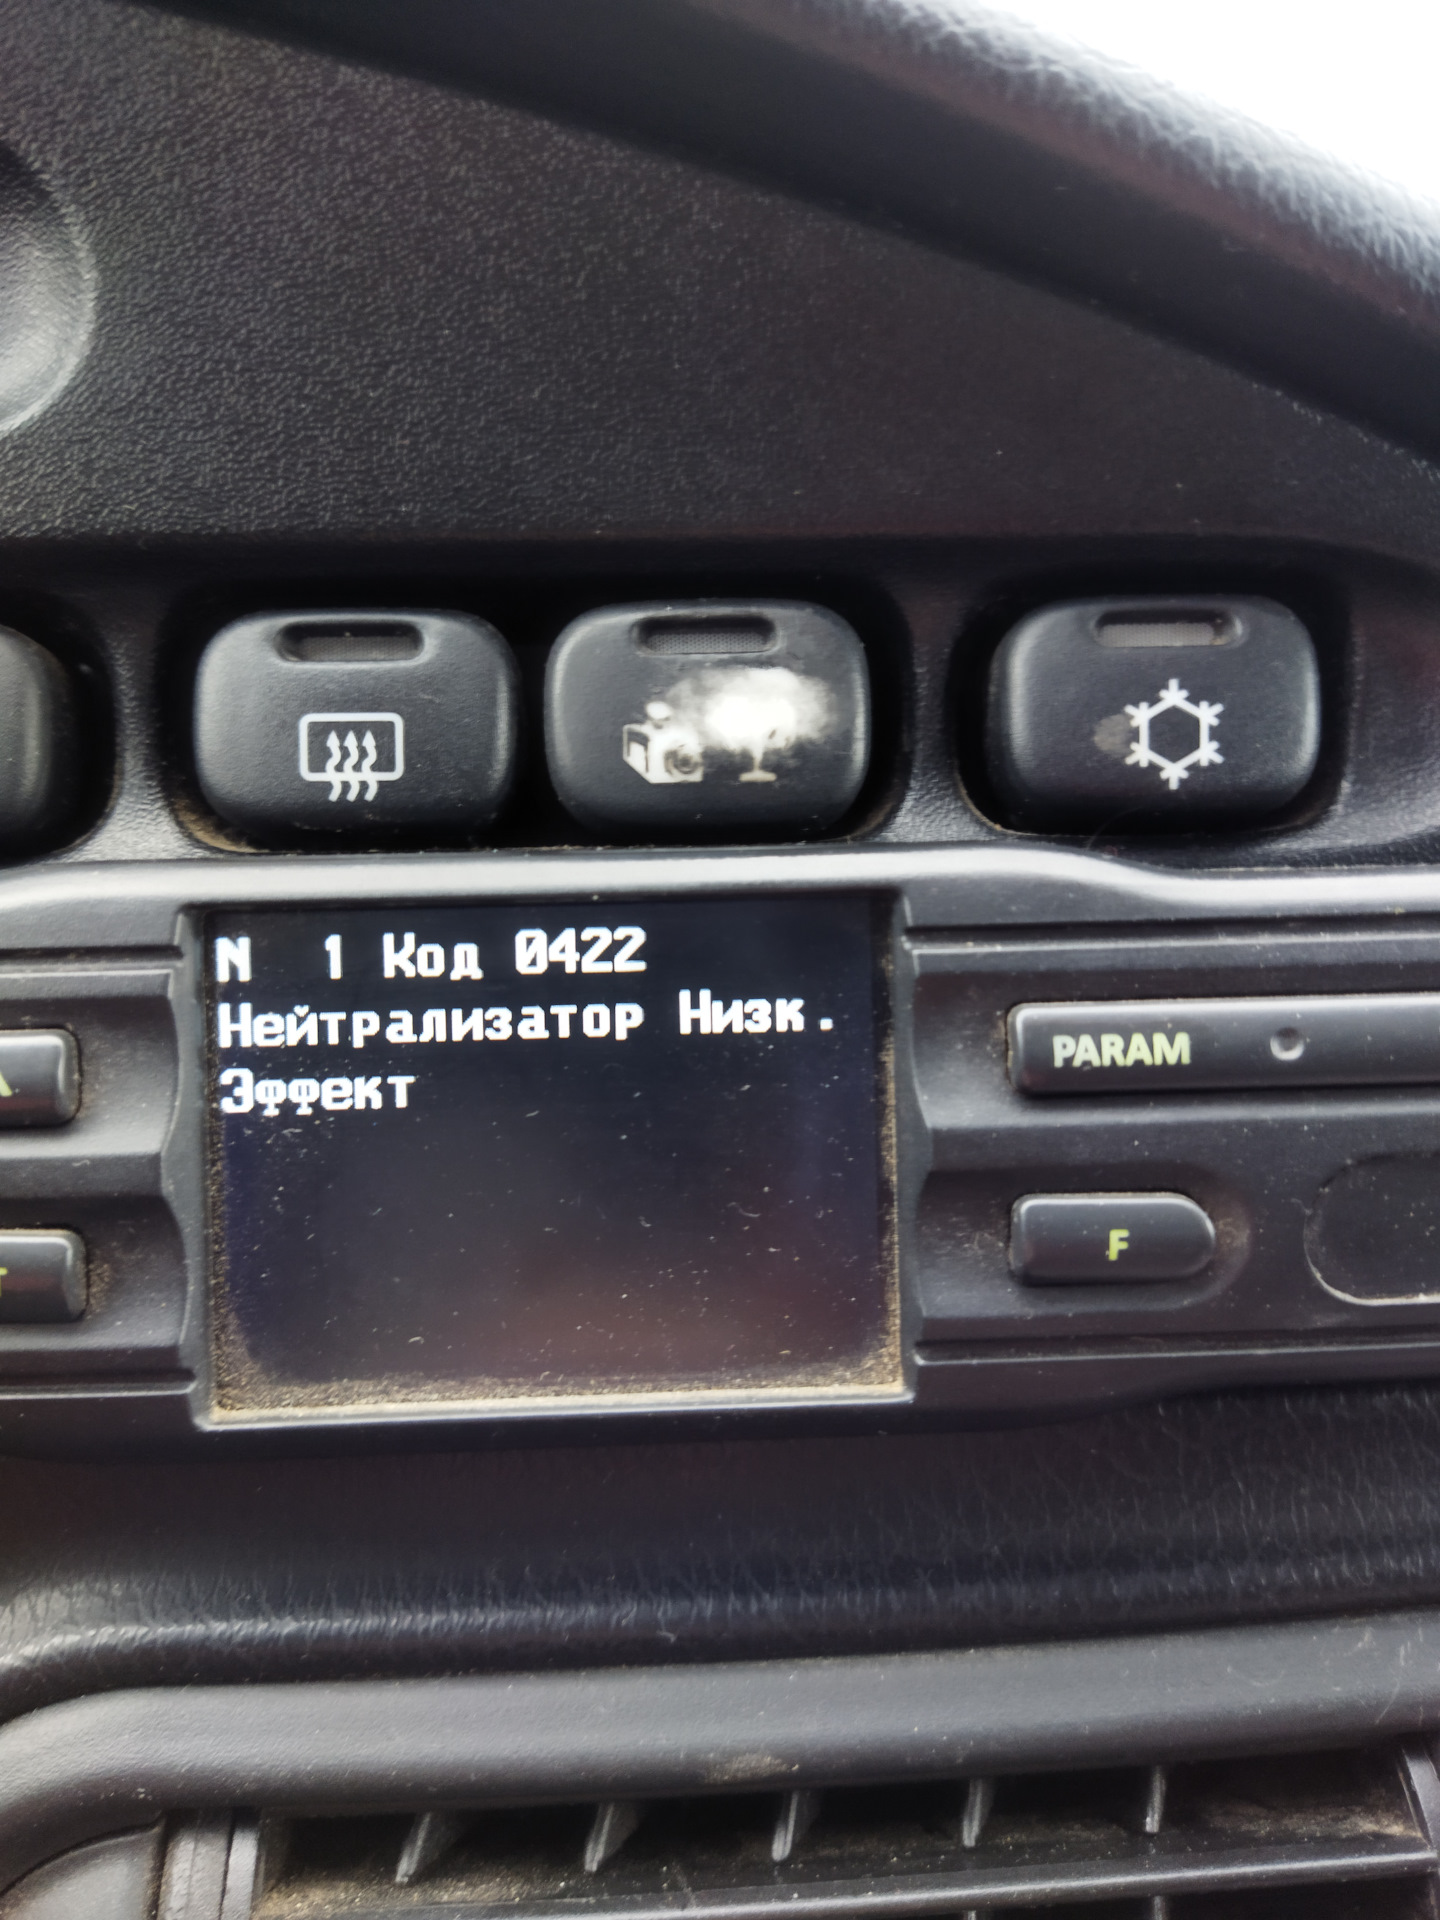 N 1 Код 0422
Нейтрализатор Низк.
Эффект
PARAM
F